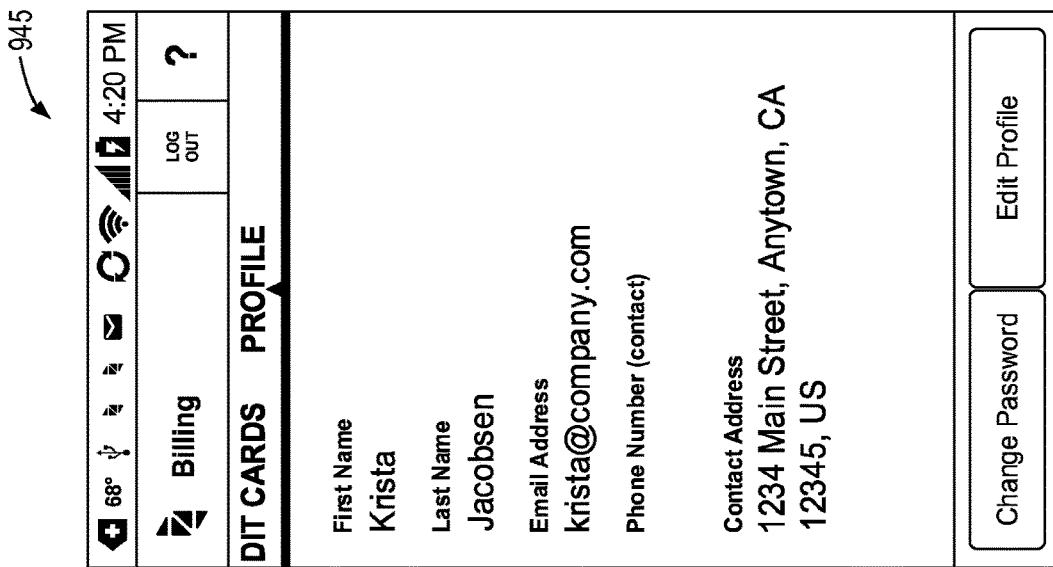 945
68° 4:20 PM
Billing LOG OUT ?
DIT CARDS PROFILE
First Name
Krista
Last Name
Jacobsen
Email Address
krista@company.com
Phone Number (contact)
Contact Address
1234 Main Street, Anytown, CA
12345, US
Change Password Edit Profile